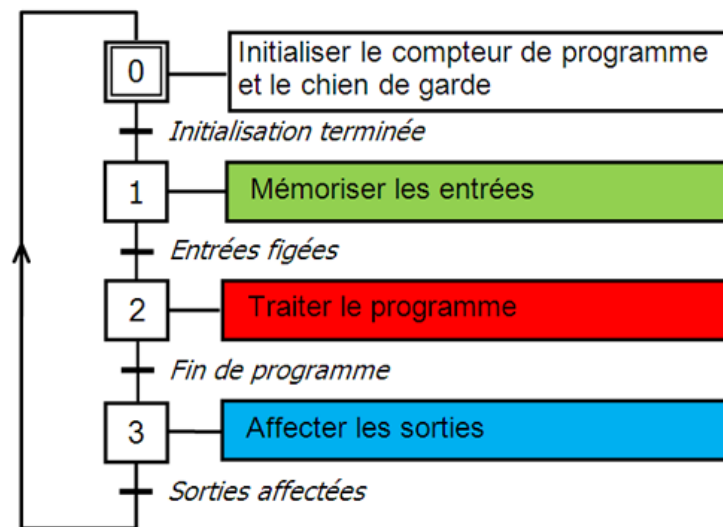 0
Initialiser le compteur de programme
et le chien de garde
Initialisation terminée
1
Mémoriser les entrées
Entrées figées
2
Traiter le programme
Fin de programme
3
Affecter les sorties
Sorties affectées